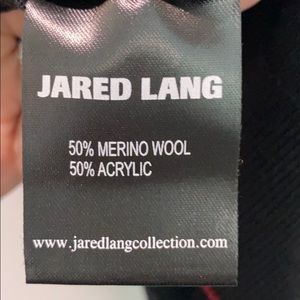 JARED LANG
50% MERINO WOOL
50% ACRYLIC
www.jaredlangcollection.com